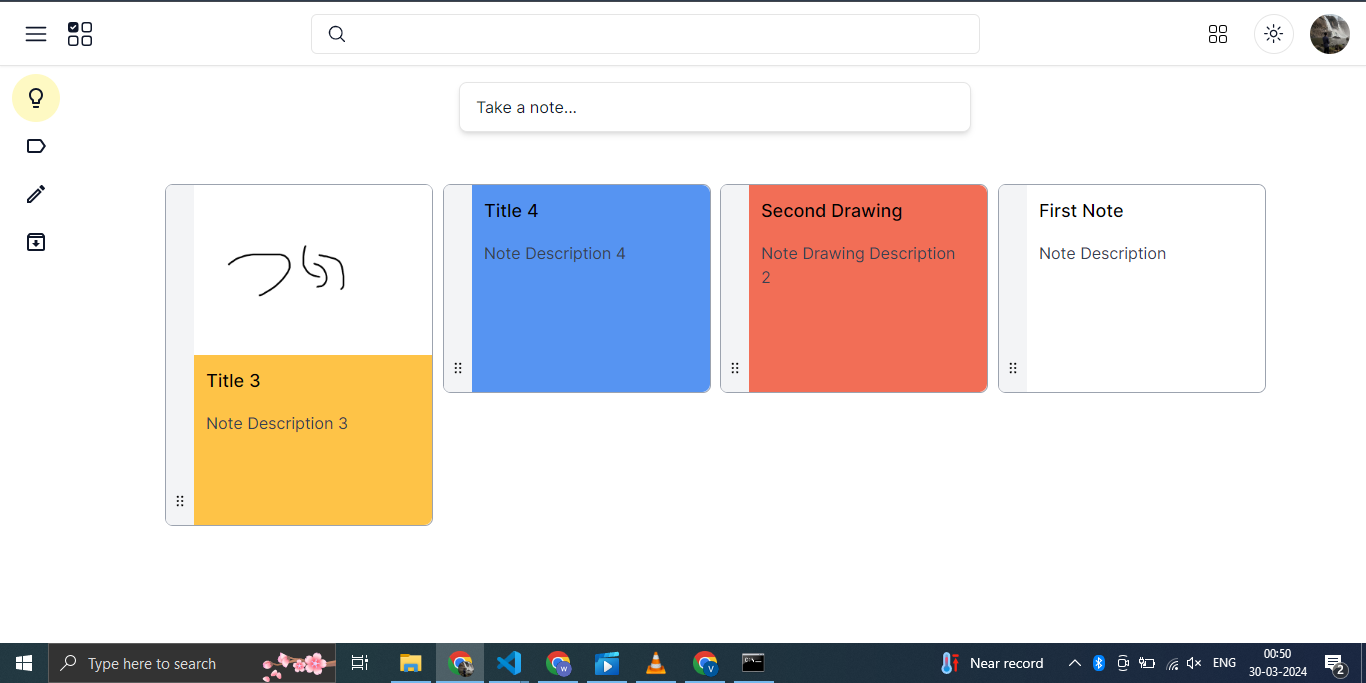 Take a note...
Title 3
Note Description 3
Title 4
Note Description 4
Second Drawing
Note Drawing Description
2
First Note
Note Description
Type here to search
Near record
ENG
00:50
30-03-2024
2